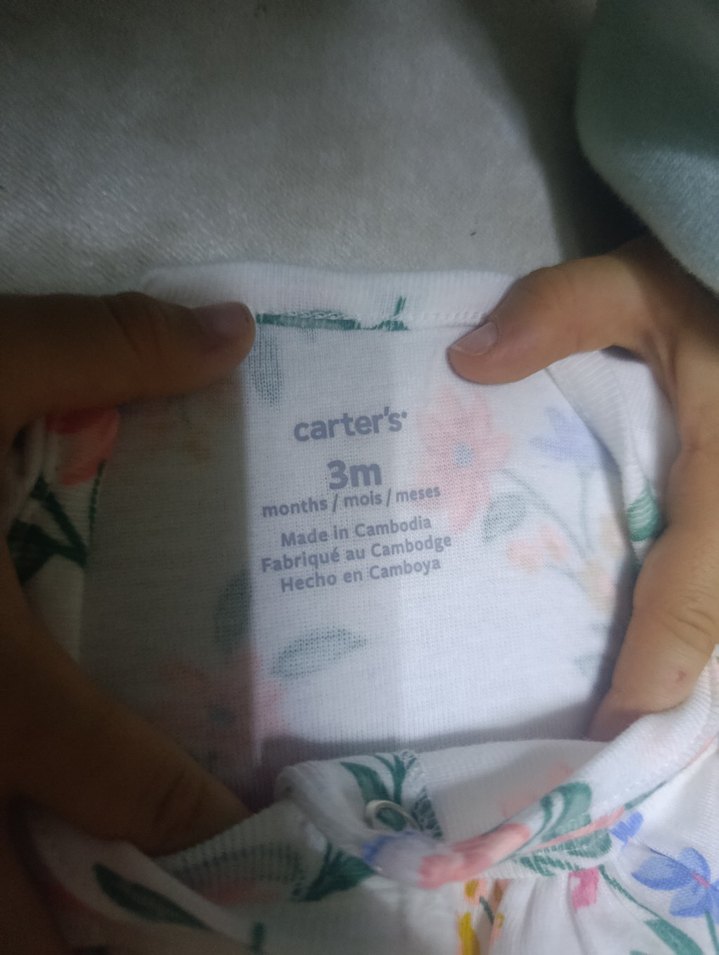 carter's
3m
months / mois / meses
Made in Cambodia
Fabriqué au Cambodge
Hecho en Camboya